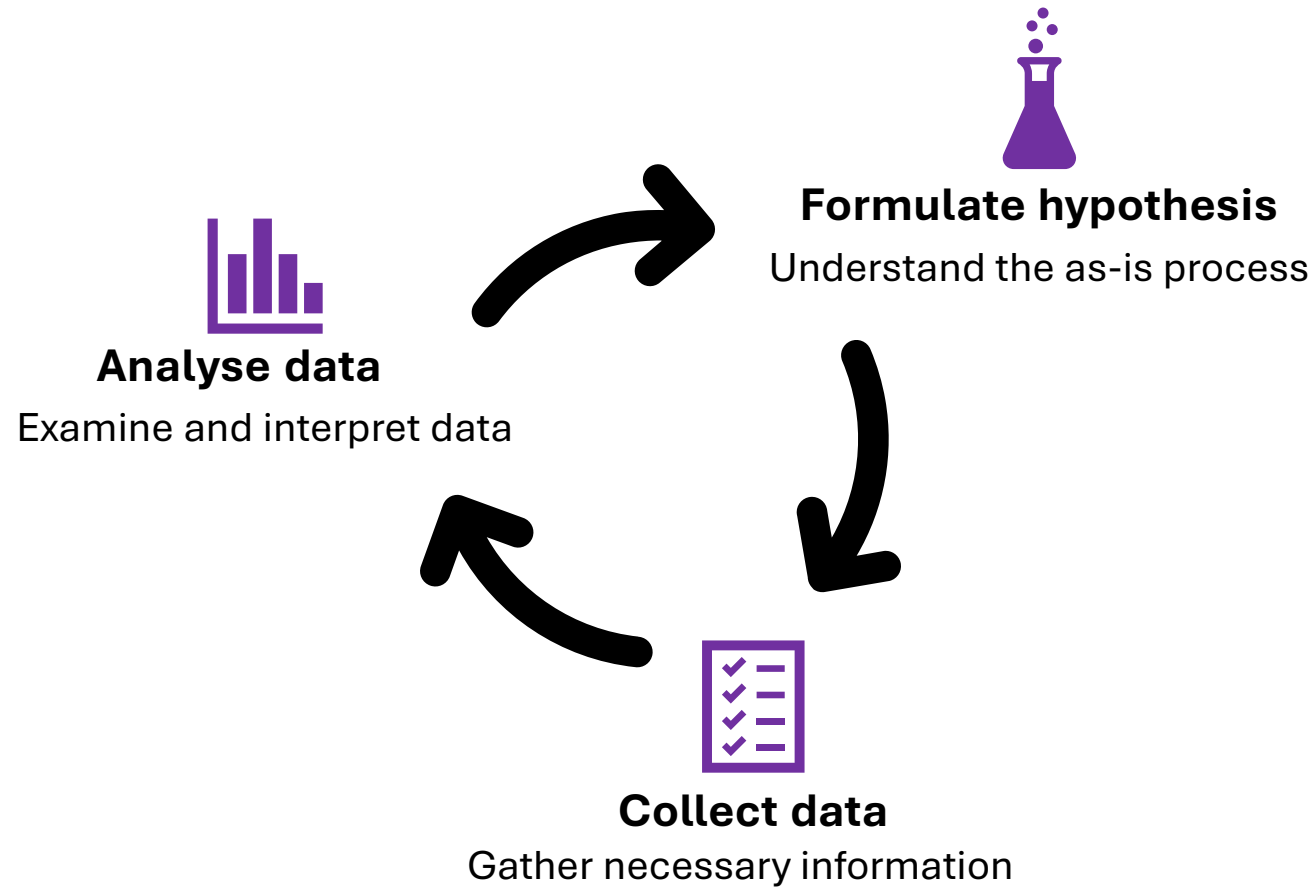 Formulate hypothesis
Understand the as-is process
Analyse data
Examine and interpret data
Collect data
Gather necessary information